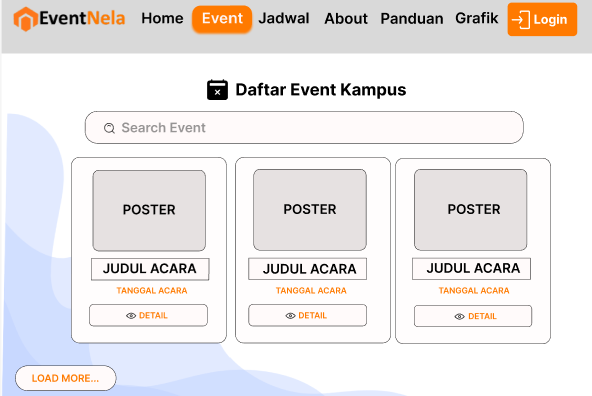 EventNela Home Event Jadwal About Panduan Grafik Login
Daftar Event Kampus
Search Event
POSTER POSTER POSTER
JUDUL ACARA JUDUL ACARA JUDUL ACARA
TANGGAL ACARA TANGGAL ACARA TANGGAL ACARA
DETAIL DETAIL DETAIL
LOAD MORE...